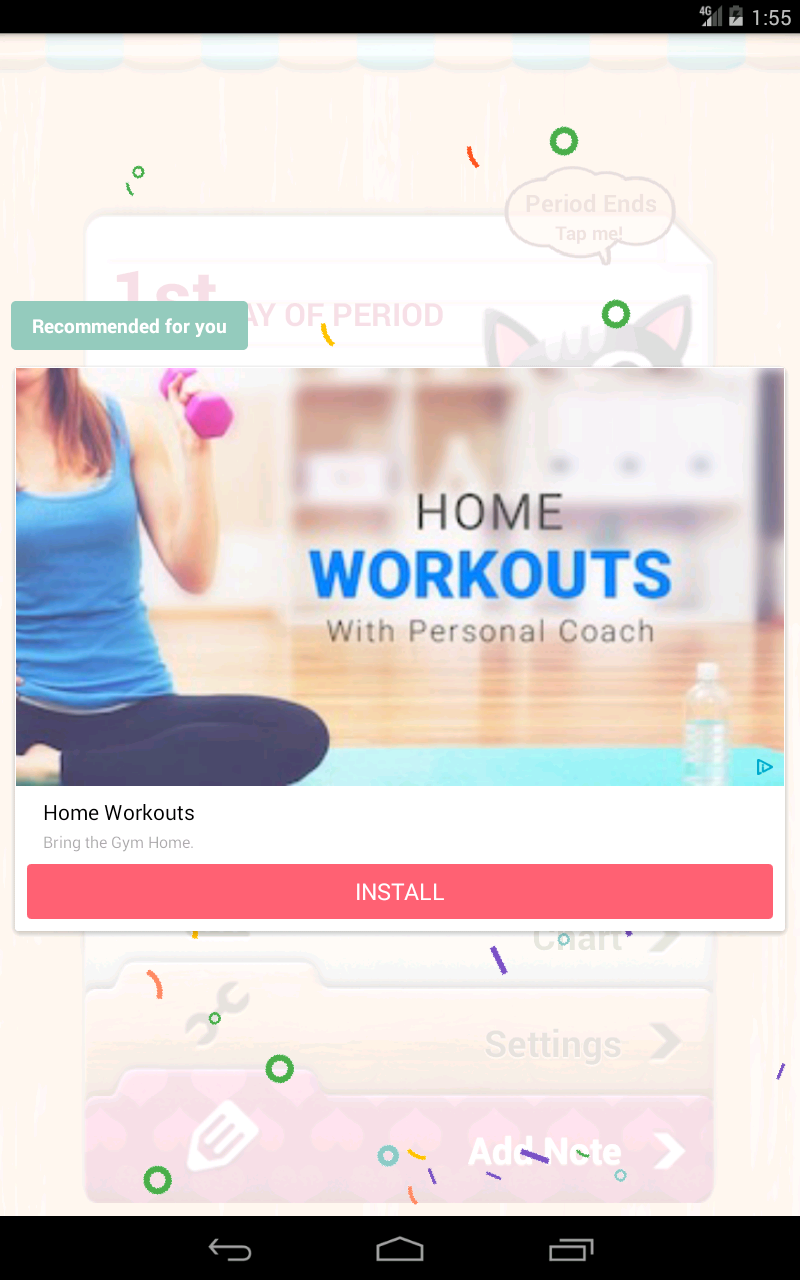 4G 1:55
Period Ends
Tap me!
1st
AY OF PERIOD
Recommended for you
HOME
WORKOUTS
With Personal Coach
Home Workouts
Bring the Gym Home.
INSTALL
Chart
Settings
Add Note